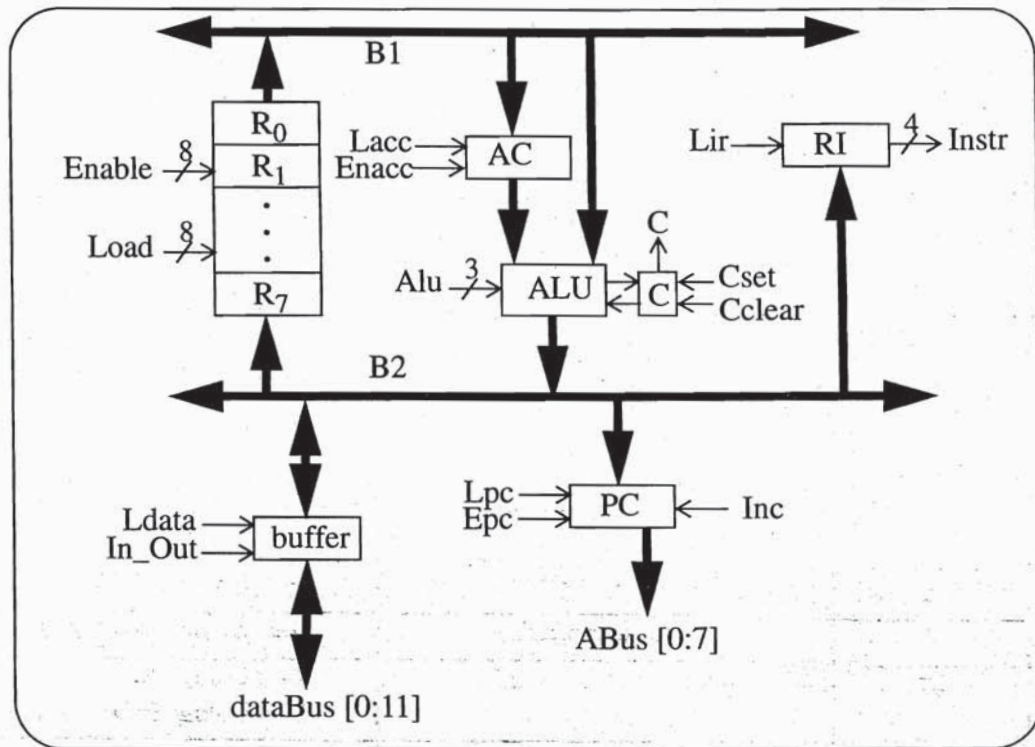 B1
R0
Lacc
AC
Enacc
Lir
RI
4
Instr
Enable
8
R1
Load
8
R7
C
Alu
3
ALU
C
Cset
Cclear
B2
Lpc
Epc
PC
Inc
Ldata
In_Out
buffer
ABus [0:7]
dataBus [0:11]